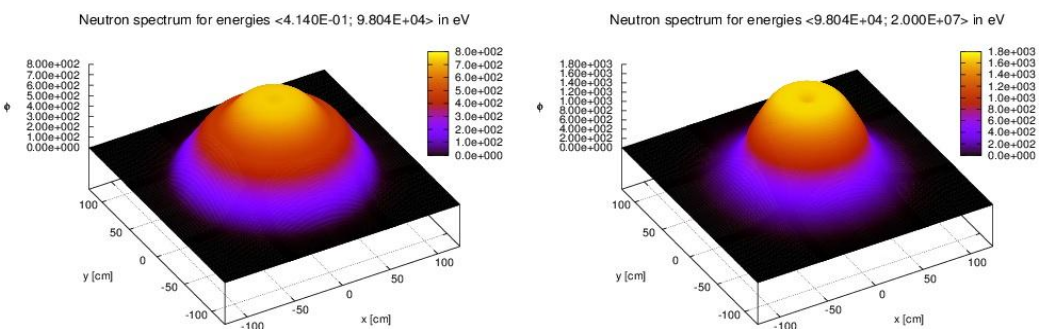 Neutron spectrum for energies <4.140E-01; 9.804E+04> in eV
8.00e+002
7.00e+002
6.00e+002
5.00e+002
4.00e+002
3.00e+002
2.00e+002
1.00e+002
0.00e+000
ϕ
8.0e+002
7.0e+002
6.0e+002
5.0e+002
4.0e+002
3.0e+002
2.0e+002
1.0e+002
0.0e+000
100
50
0
-50
-100
y [cm]
-100
-50
0
50
100
x [cm]
Neutron spectrum for energies <9.804E+04; 2.000E+07> in eV
1.80e+003
1.60e+003
1.40e+003
1.20e+003
1.00e+003
8.00e+002
6.00e+002
4.00e+002
2.00e+002
0.00e+000
ϕ
1.8e+003
1.6e+003
1.4e+003
1.2e+003
1.0e+003
8.0e+002
6.0e+002
4.0e+002
2.0e+002
0.0e+000
100
50
0
-50
-100
y [cm]
-100
-50
0
50
100
x [cm]